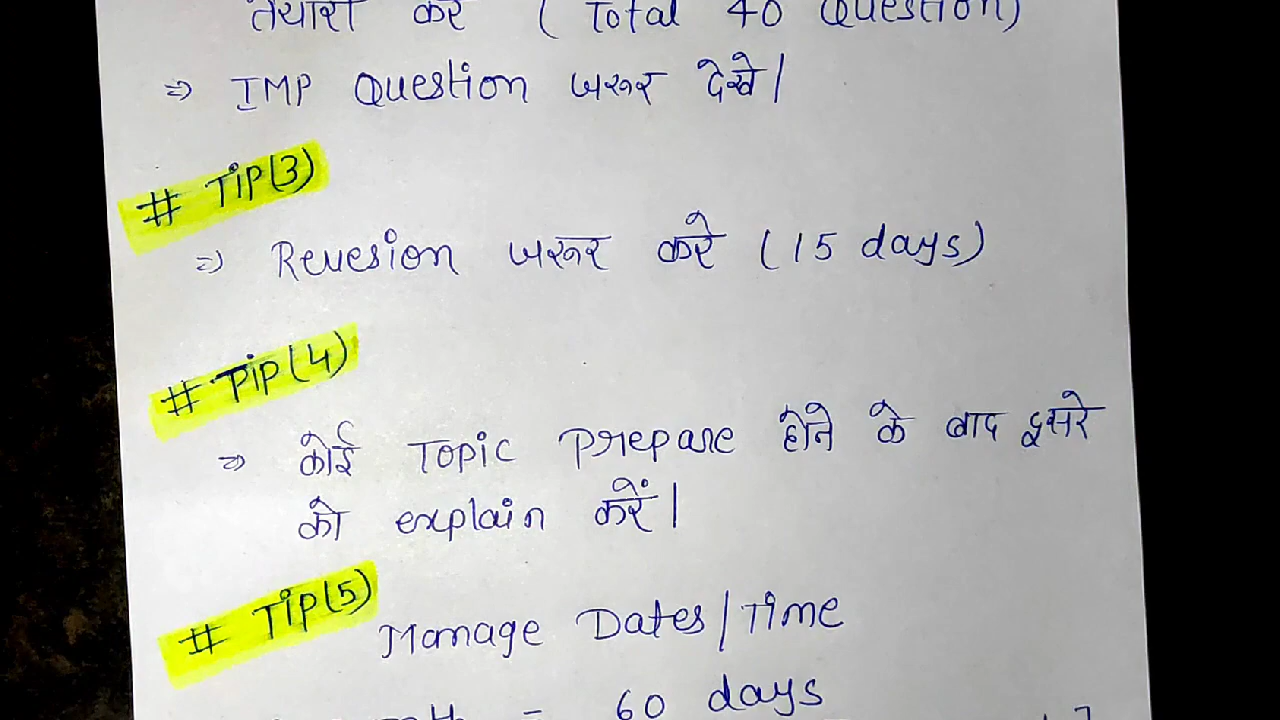 तैयारी करे ( Total 40 Question)
⇒ IMP Question जरूर देखे।
# TIP(3)
⇒ Revesion जरूर करे (15 days)
# PiP(4)
⇒ कोई Topic Prepare होने के बाद दूसरे
को explain करें।
# TiP(5)
Manage Dates/Time
= 60 days